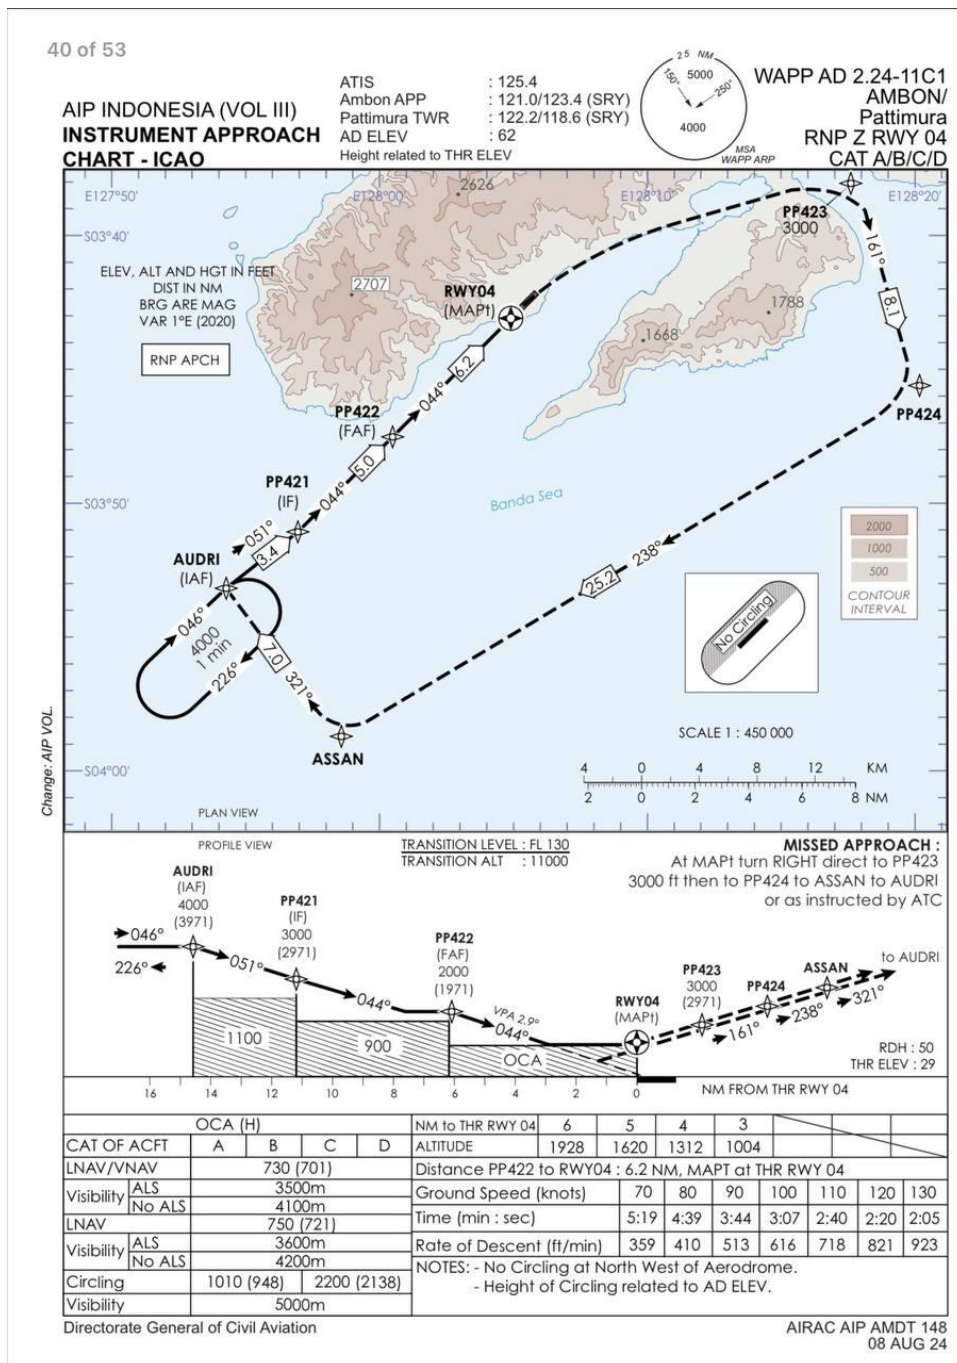 40 of 53
AIP INDONESIA (VOL III)
INSTRUMENT APPROACH
CHART - ICAO
ATIS : 125.4
Ambon APP : 121.0/123.4 (SRY)
Pattimura TWR : 122.2/118.6 (SRY)
AD ELEV : 62
Height related to THR ELEV
25 NM
150°
5000
250°
4000
MSA
WAPP ARP
WAPP AD 2.24-11C1
AMBON/
Pattimura
RNP Z RWY 04
CAT A/B/C/D
E127°50'
E128°00'
E128°10'
E128°20'
2626
PP423
3000
S03°40'
161°
ELEV, ALT AND HGT IN FEET
DIST IN NM
BRG ARE MAG
VAR 1°E (2020)
RNP APCH
2707
RWY04
(MAPt)
8.1
1788
1668
6.2
044°
PP422
(FAF)
PP424
5.0
PP421
(IF)
044°
Banda Sea
S03°50'
051°
3.4
AUDRI
(IAF)
238°
25.2
2000
1000
500
CONTOUR
INTERVAL
046°
4000
1 min
226°
7.0
321°
No Circling
ASSAN
SCALE 1 : 450 000
S04°00'
4 0 4 8 12 KM
2 0 2 4 6 8 NM
PLAN VIEW
Change: AIP VOL.
PROFILE VIEW
TRANSITION LEVEL : FL 130
TRANSITION ALT : 11000
MISSED APPROACH :
At MAPt turn RIGHT direct to PP423
3000 ft then to PP424 to ASSAN to AUDRI
or as instructed by ATC
AUDRI
(IAF)
4000
(3971)
PP421
(IF)
3000
(2971)
PP422
(FAF)
2000
(1971)
046°
226°
051°
044°
VPA 2.9°
044°
RWY04
(MAPt)
PP423
3000
(2971)
PP424
ASSAN
to AUDRI
161°
238°
321°
1100
900
OCA
RDH : 50
THR ELEV : 29
16 14 12 10 8 6 4 2 0
NM FROM THR RWY 04
OCA (H)
CAT OF ACFT A B C D
LNAV/VNAV 730 (701)
Visibility ALS 3500m
No ALS 4100m
LNAV 750 (721)
Visibility ALS 3600m
No ALS 4200m
Circling 1010 (948) 2200 (2138)
Visibility 5000m
NM to THR RWY 04 6 5 4 3
ALTITUDE 1928 1620 1312 1004
Distance PP422 to RWY04 : 6.2 NM, MAPT at THR RWY 04
Ground Speed (knots) 70 80 90 100 110 120 130
Time (min : sec) 5:19 4:39 3:44 3:07 2:40 2:20 2:05
Rate of Descent (ft/min) 359 410 513 616 718 821 923
NOTES: - No Circling at North West of Aerodrome.
- Height of Circling related to AD ELEV.
Directorate General of Civil Aviation
AIRAC AIP AMDT 148
08 AUG 24